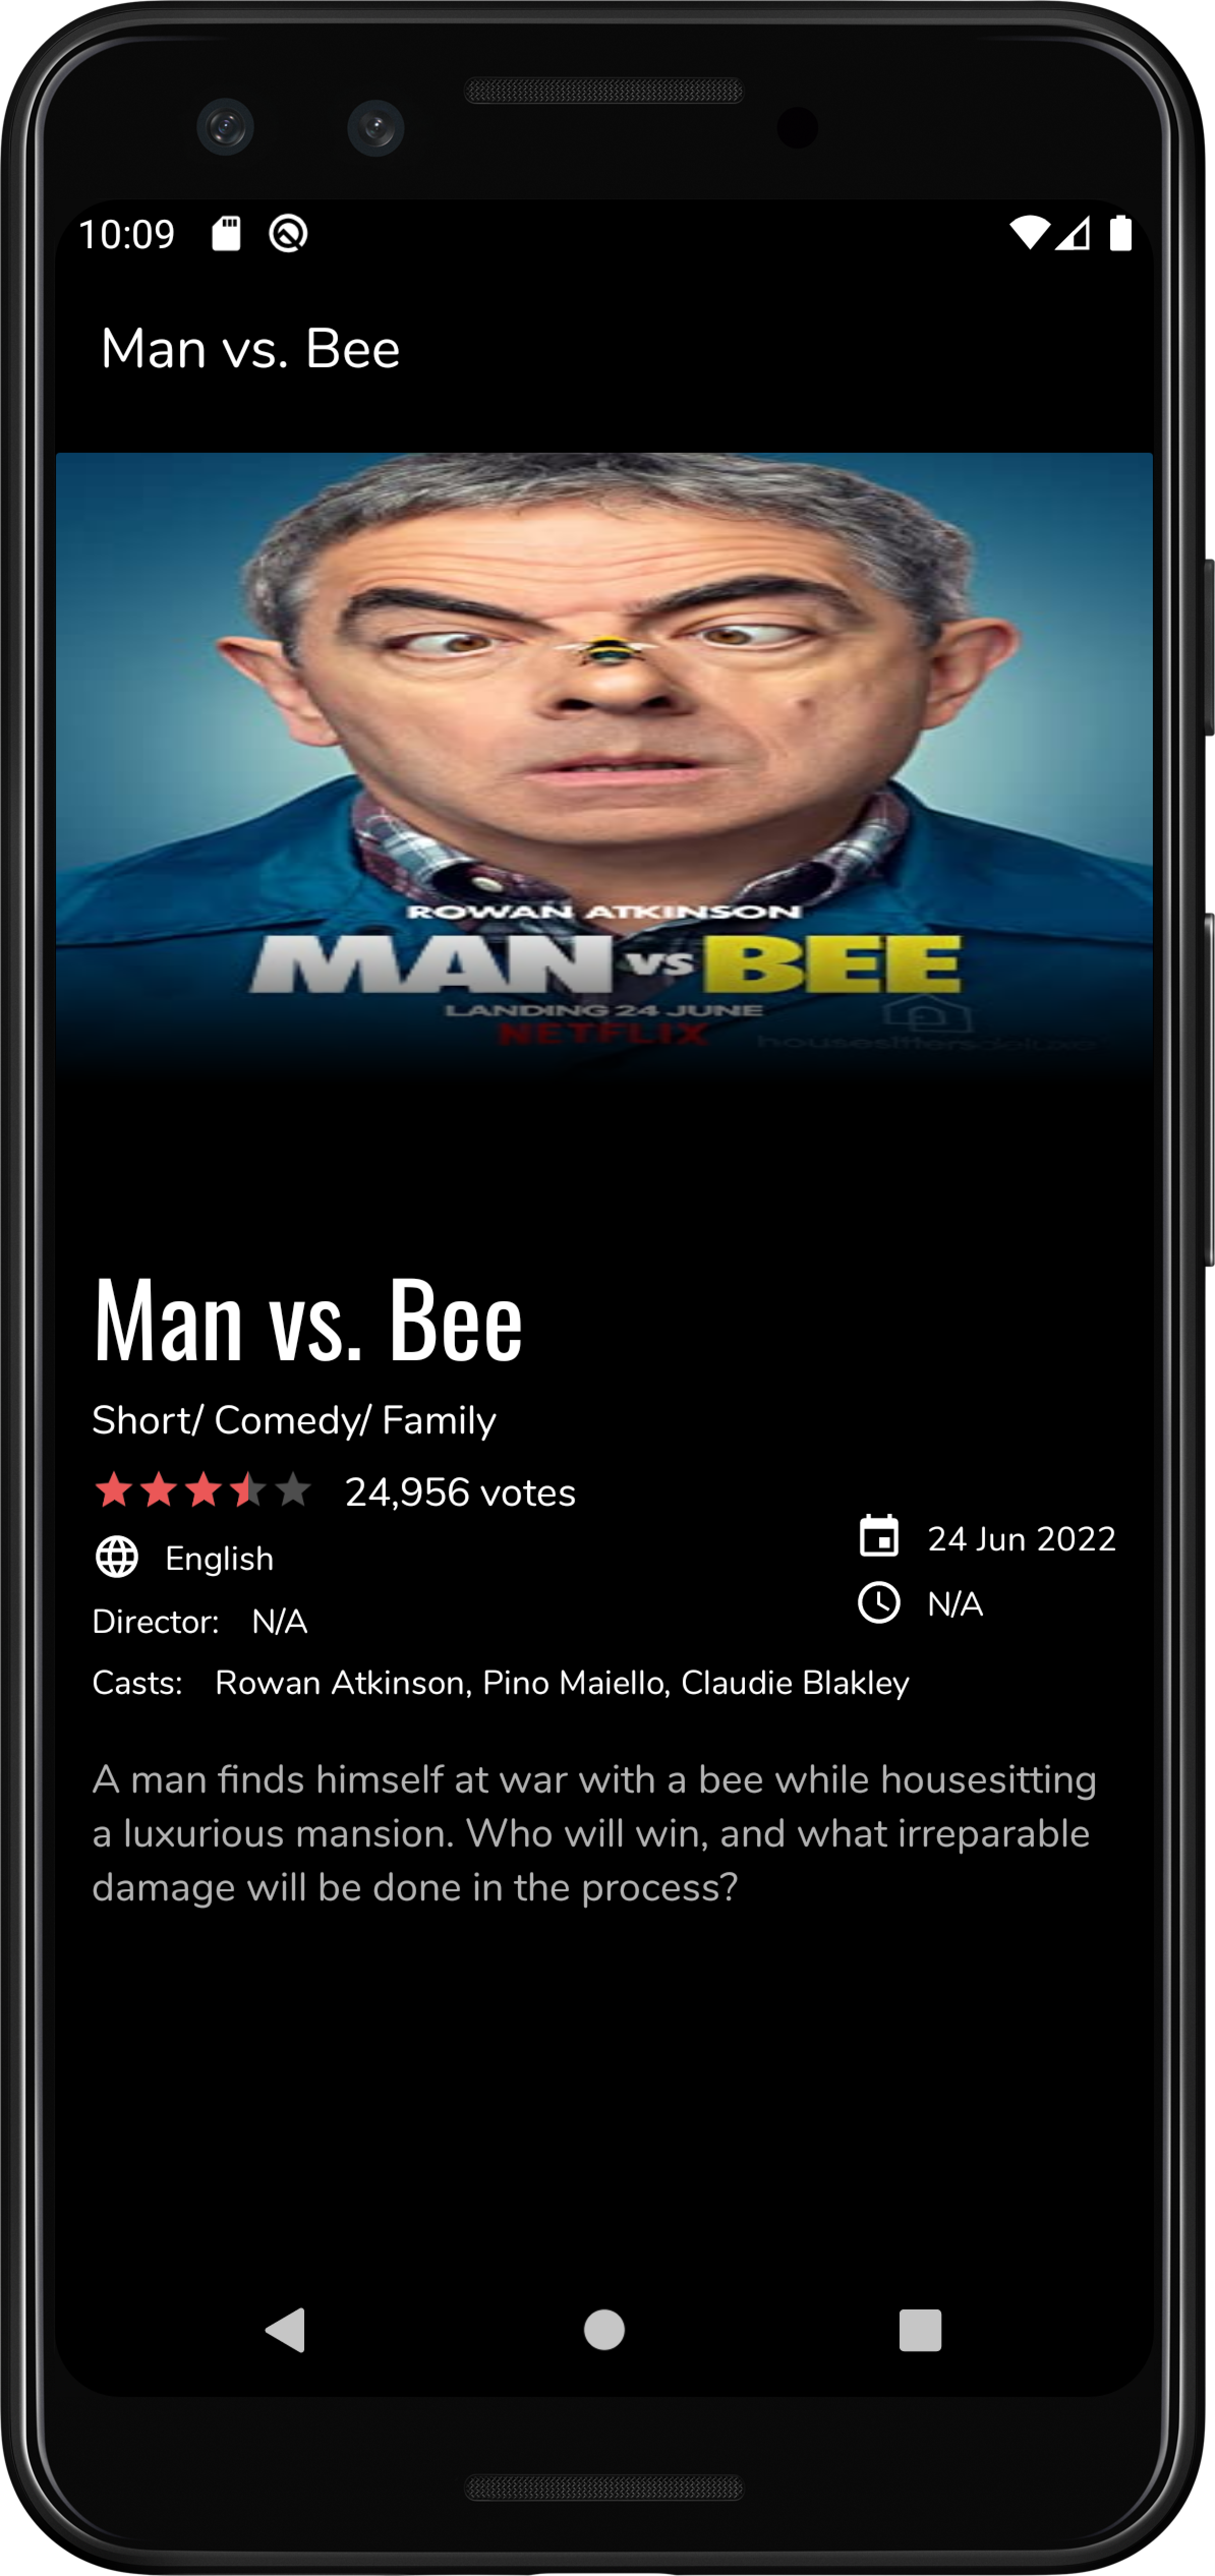 10:09
Man vs. Bee
ROWAN ATKINSON
MAN vs BEE
LANDING 24 JUNE
NETFLIX
housesittersdeluxe
Man vs. Bee
Short/ Comedy/ Family
24,956 votes
English
24 Jun 2022
Director: N/A
N/A
Casts: Rowan Atkinson, Pino Maiello, Claudie Blakley
A man finds himself at war with a bee while housesitting
a luxurious mansion. Who will win, and what irreparable
damage will be done in the process?